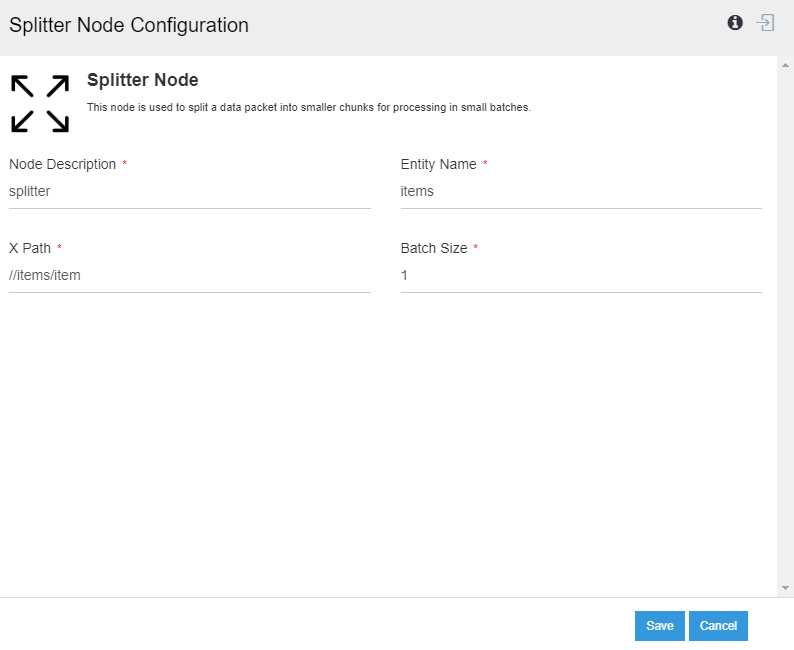 Splitter Node Configuration
Splitter Node
This node is used to split a data packet into smaller chunks for processing in small batches.
Node Description *
Entity Name *
splitter
items
X Path *
Batch Size *
//items/item
1
Save
Cancel